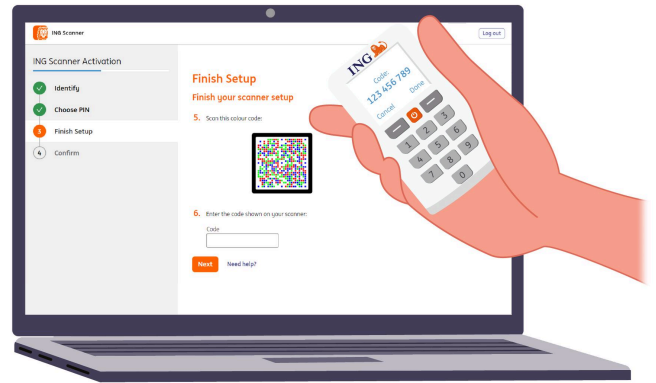 ING Scanner
Log out
ING Scanner Activation
Identify
Choose PIN
3 Finish Setup
4 Confirm
Finish Setup
Finish your scanner setup
5. Scan this colour code:
6. Enter the code shown on your scanner:
Code
Next Need help?
ING
Code:
123 456 789
Cancel Done
1 2 3
4 5 6
7 8 9
0